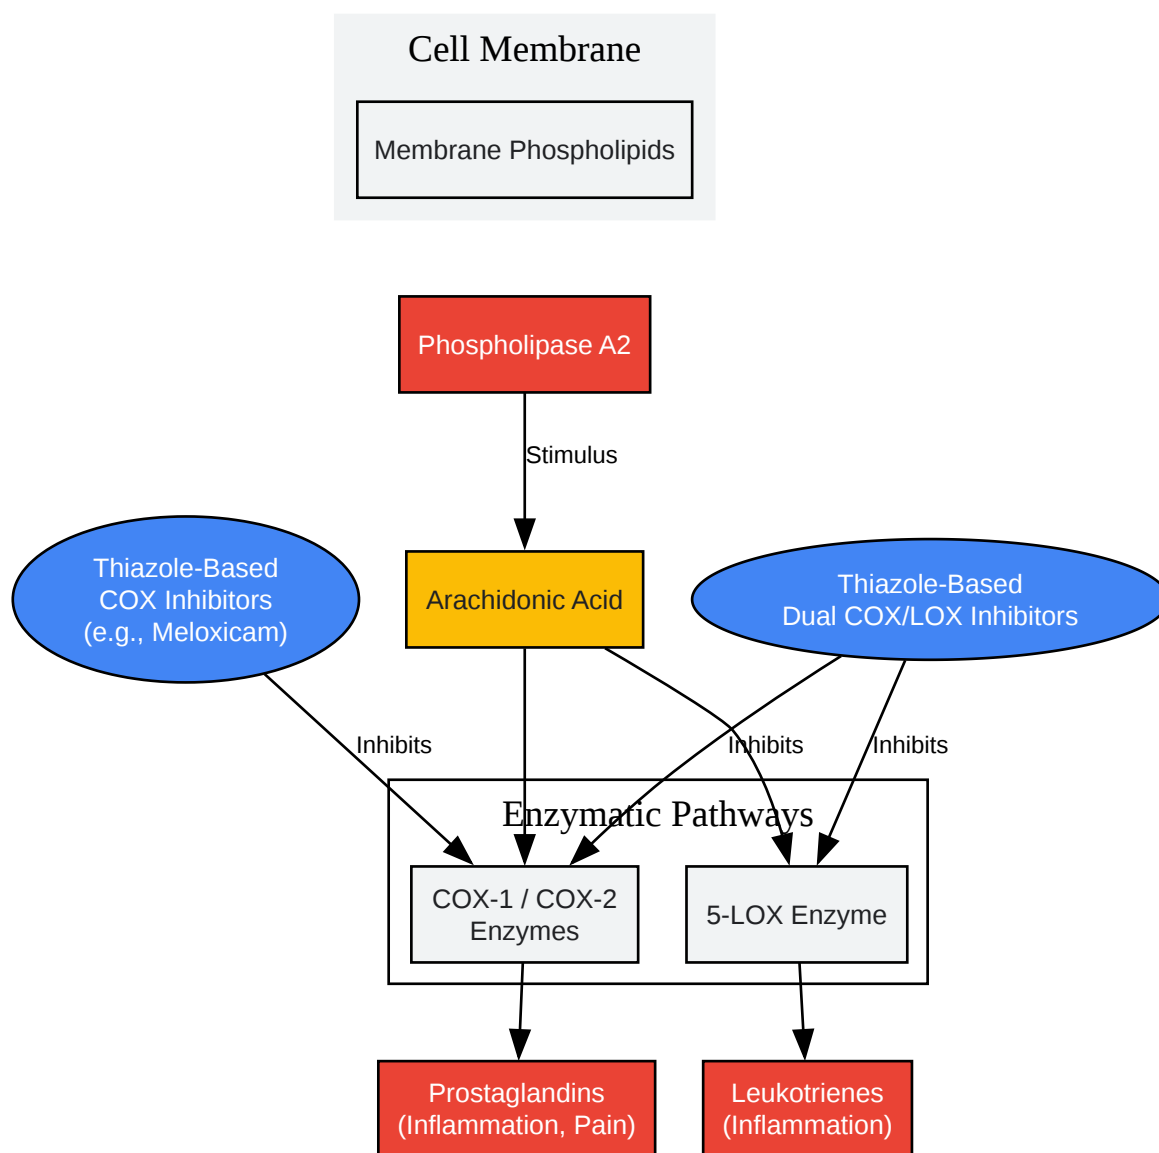 Cell Membrane
Membrane Phospholipids
Phospholipase A2
Stimulus
Thiazole-Based
COX Inhibitors
(e.g., Meloxicam)
Arachidonic Acid
Thiazole-Based
Dual COX/LOX Inhibitors
Inhibits
Inhibits
Inhibits
Enzymatic Pathways
COX-1 / COX-2
Enzymes
5-LOX Enzyme
Prostaglandins
(Inflammation, Pain)
Leukotrienes
(Inflammation)